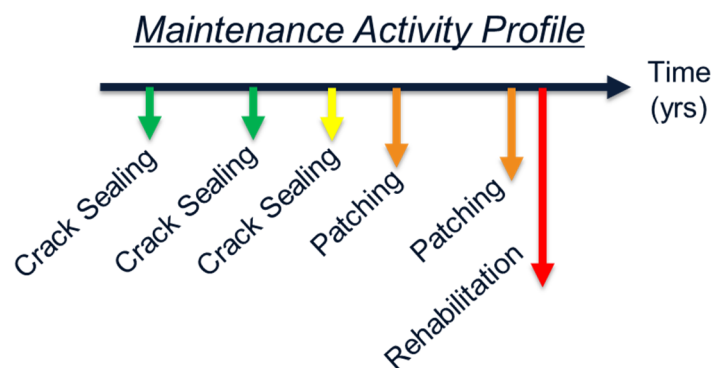 Maintenance Activity Profile
Time
(yrs)
Crack Sealing
Crack Sealing
Crack Sealing
Patching
Patching
Rehabilitation